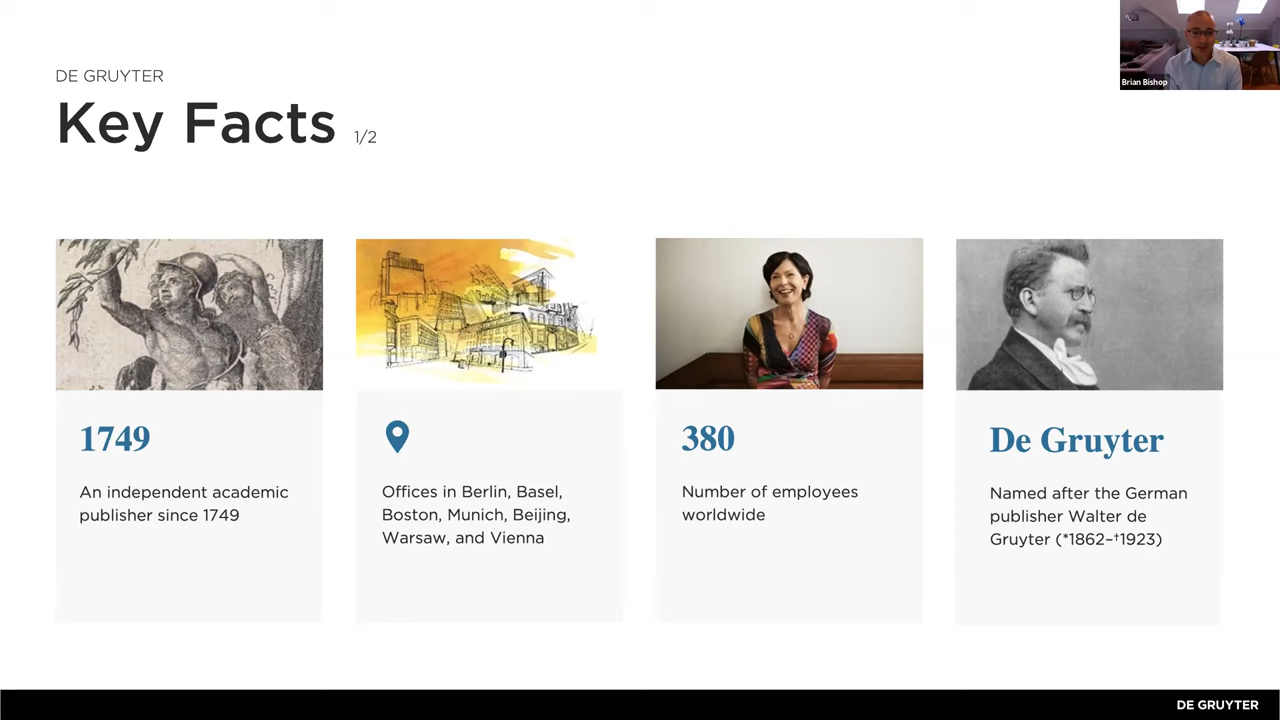 Brian Bishop
DE GRUYTER
Key Facts 1/2
1749
An independent academic
publisher since 1749
Offices in Berlin, Basel,
Boston, Munich, Beijing,
Warsaw, and Vienna
380
Number of employees
worldwide
De Gruyter
Named after the German
publisher Walter de
Gruyter (*1862–†1923)
DE GRUYTER